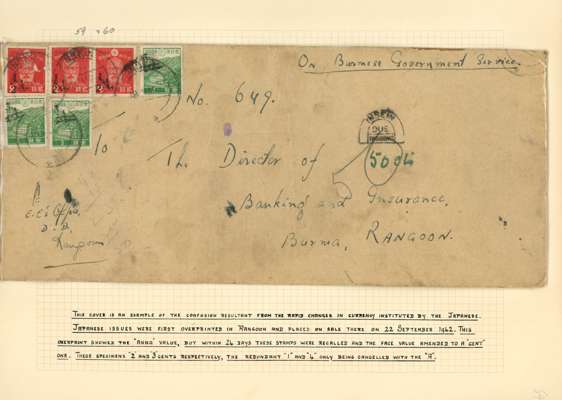 59 + 60
On Burmese Government Service.
No. 649.
INSEIN
DUE
To
The Director of
50 cts
Banking and Insurance,
Burma, RANGOON.
E.E's Office,
Rangoon
THIS COVER IS AN EXAMPLE OF THE CONFUSION RESULTANT FROM THE RAPID CHANGES IN CURRENCY INSTITUTED BY THE JAPANESE.
JAPANESE ISSUES WERE FIRST OVERPRINTED IN RANGOON AND PLACED ON SALE THERE ON 22 SEPTEMBER 1942. THIS
OVERPRINT SHOWED THE "ANNA" VALUE, BUT WITHIN 24 DAYS THESE STAMPS WERE RECALLED AND THE FACE VALUE AMENDED TO A "CENT"
ONE. THESE SPECIMENS "2" AND "3" CENTS RESPECTIVELY, THE REDUNDANT "1" AND "4" ONLY BEING CANCELLED WITH THE "A".